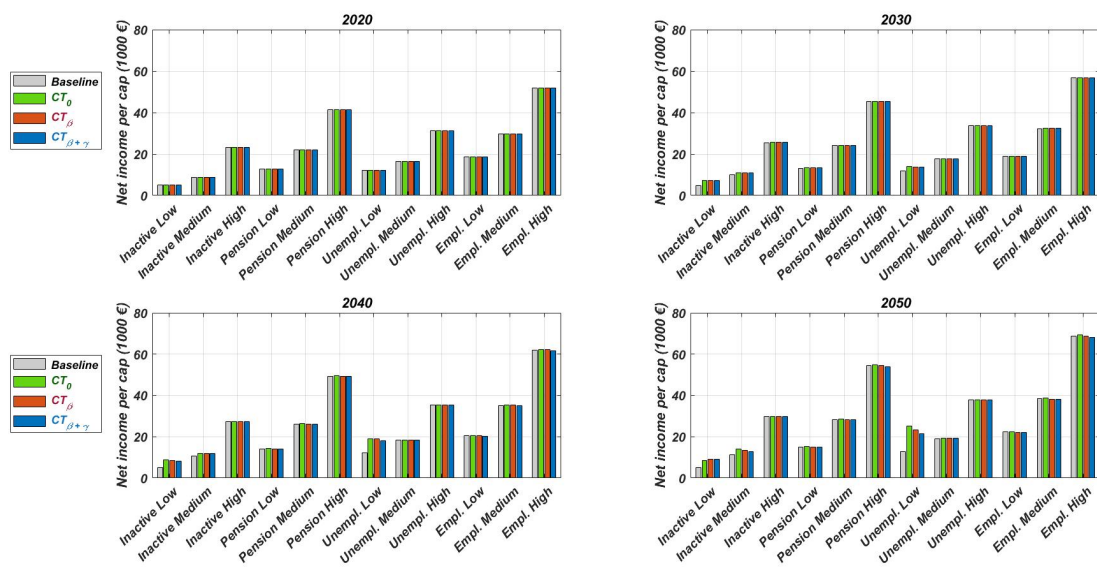 2020
Net income per cap (1000 €)
80
60
40
20
0
Inactive Low
Inactive Medium
Inactive High
Pension Low
Pension Medium
Pension High
Unempl. Low
Unempl. Medium
Unempl. High
Empl. Low
Empl. Medium
Empl. High
Baseline
CT₀
CTᵦ
CTᵦ₊ᵧ
2030
Net income per cap (1000 €)
80
60
40
20
0
Inactive Low
Inactive Medium
Inactive High
Pension Low
Pension Medium
Pension High
Unempl. Low
Unempl. Medium
Unempl. High
Empl. Low
Empl. Medium
Empl. High
2040
Net income per cap (1000 €)
80
60
40
20
0
Inactive Low
Inactive Medium
Inactive High
Pension Low
Pension Medium
Pension High
Unempl. Low
Unempl. Medium
Unempl. High
Empl. Low
Empl. Medium
Empl. High
Baseline
CT₀
CTᵦ
CTᵦ₊ᵧ
2050
Net income per cap (1000 €)
80
60
40
20
0
Inactive Low
Inactive Medium
Inactive High
Pension Low
Pension Medium
Pension High
Unempl. Low
Unempl. Medium
Unempl. High
Empl. Low
Empl. Medium
Empl. High